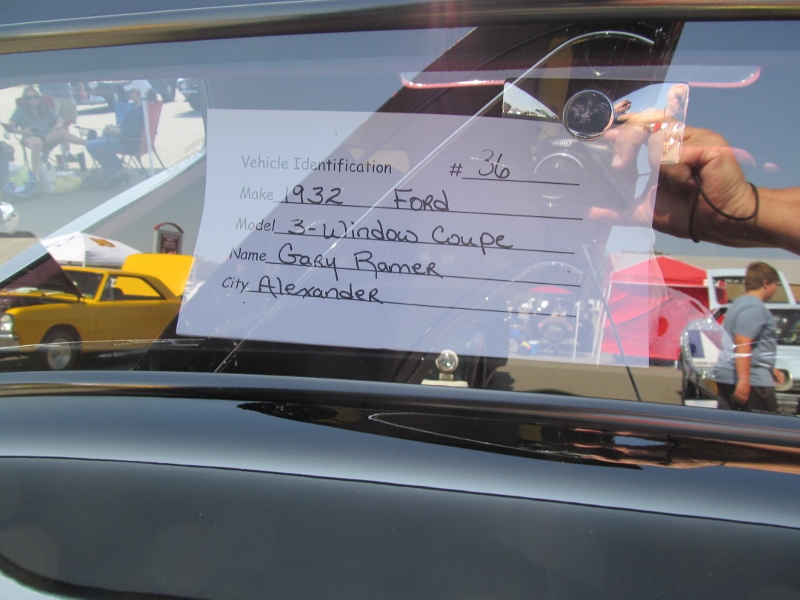 Vehicle Identification # 36
Make 1932 Ford
Model 3-Window Coupe
Name Gary Ramer
City Alexander